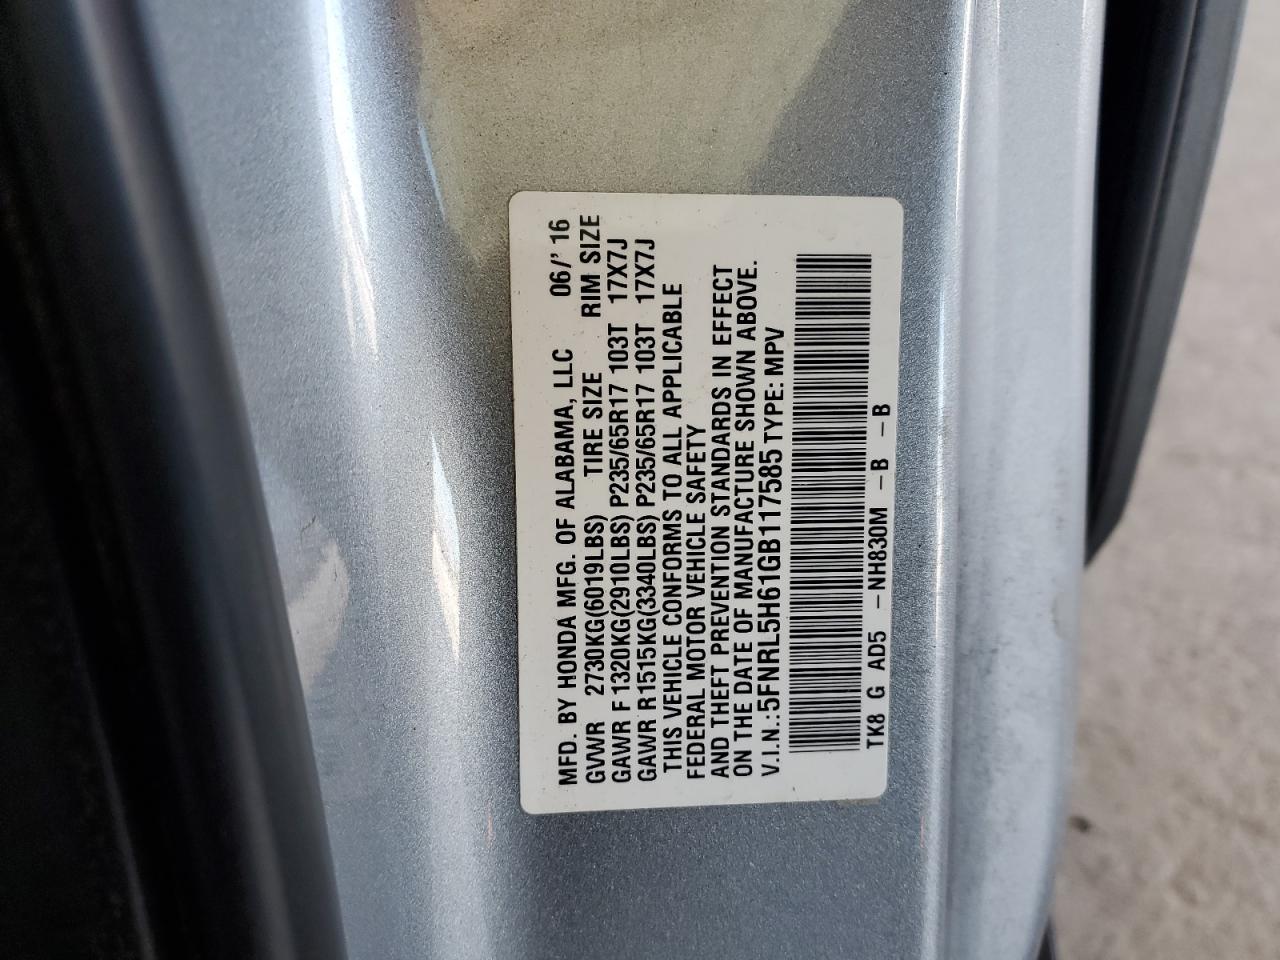 MFD. BY HONDA MFG. OF ALABAMA, LLC 06/' 16
GVWR 2730KG(6019LBS) TIRE SIZE RIM SIZE
GAWR F 1320KG(2910LBS) P235/65R17 103T 17X7J
GAWR R 1515KG(3340LBS) P235/65R17 103T 17X7J
THIS VEHICLE CONFORMS TO ALL APPLICABLE
FEDERAL MOTOR VEHICLE SAFETY
AND THEFT PREVENTION STANDARDS IN EFFECT
ON THE DATE OF MANUFACTURE SHOWN ABOVE.
V.I.N.:5FNRL5H61GB117585 TYPE: MPV
TK8 G AD5 -NH830M -B -B